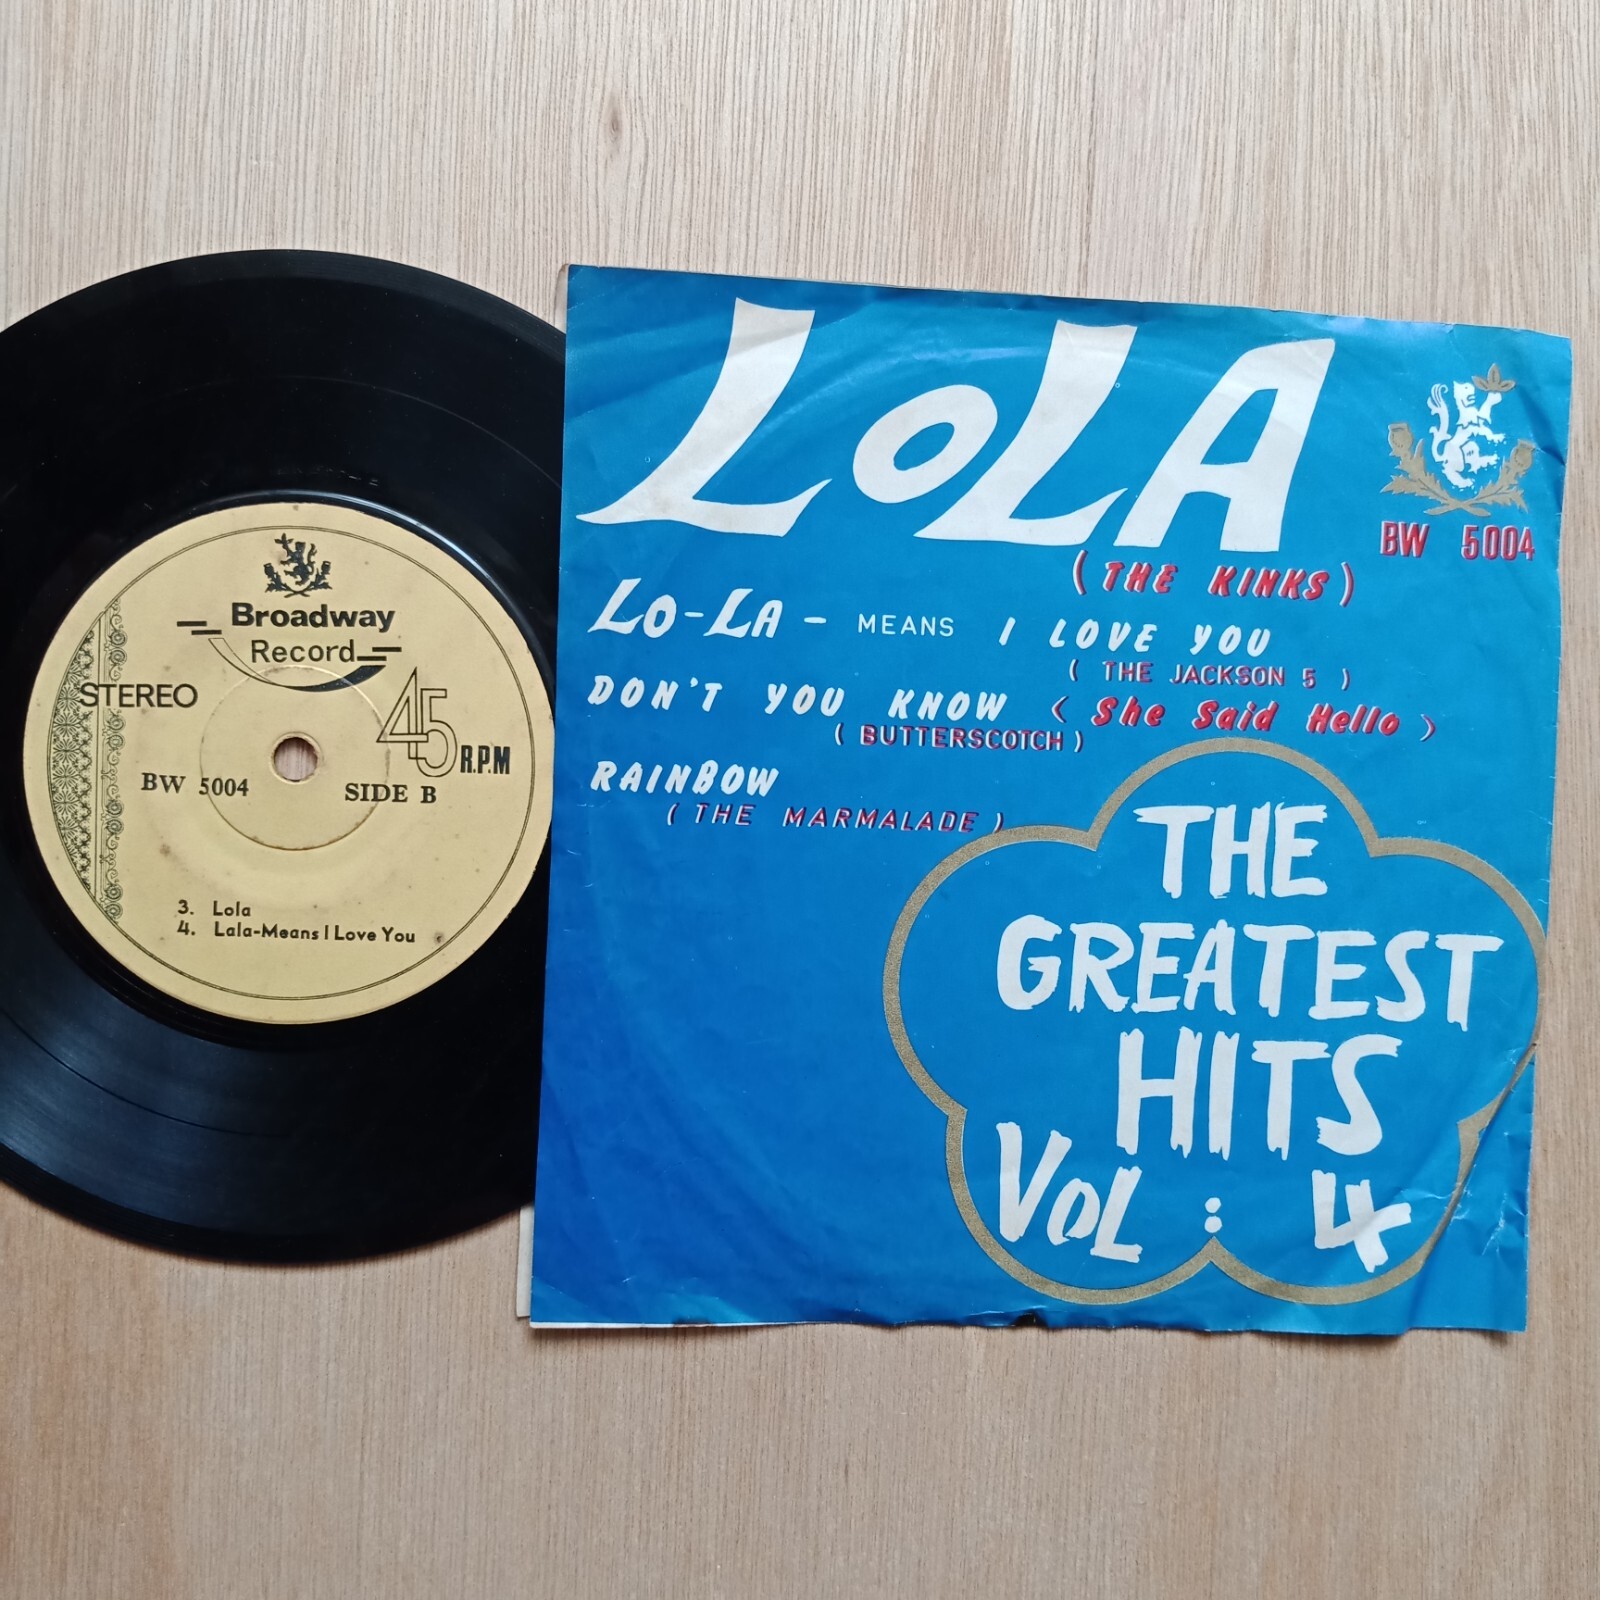 Broadway
Record
STEREO
45 R.P.M
BW 5004
SIDE B
3. Lola
4. Lala-Means I Love You
LoLA
BW 5004
(THE KINKS)
Lo-LA - MEANS I LOVE YOU
( THE JACKSON 5 )
DON'T YOU KNOW < She Said Hello >
( BUTTERSCOTCH )
RAINBOW
( THE MARMALADE )
THE
GREATEST
HITS
VoL : 4